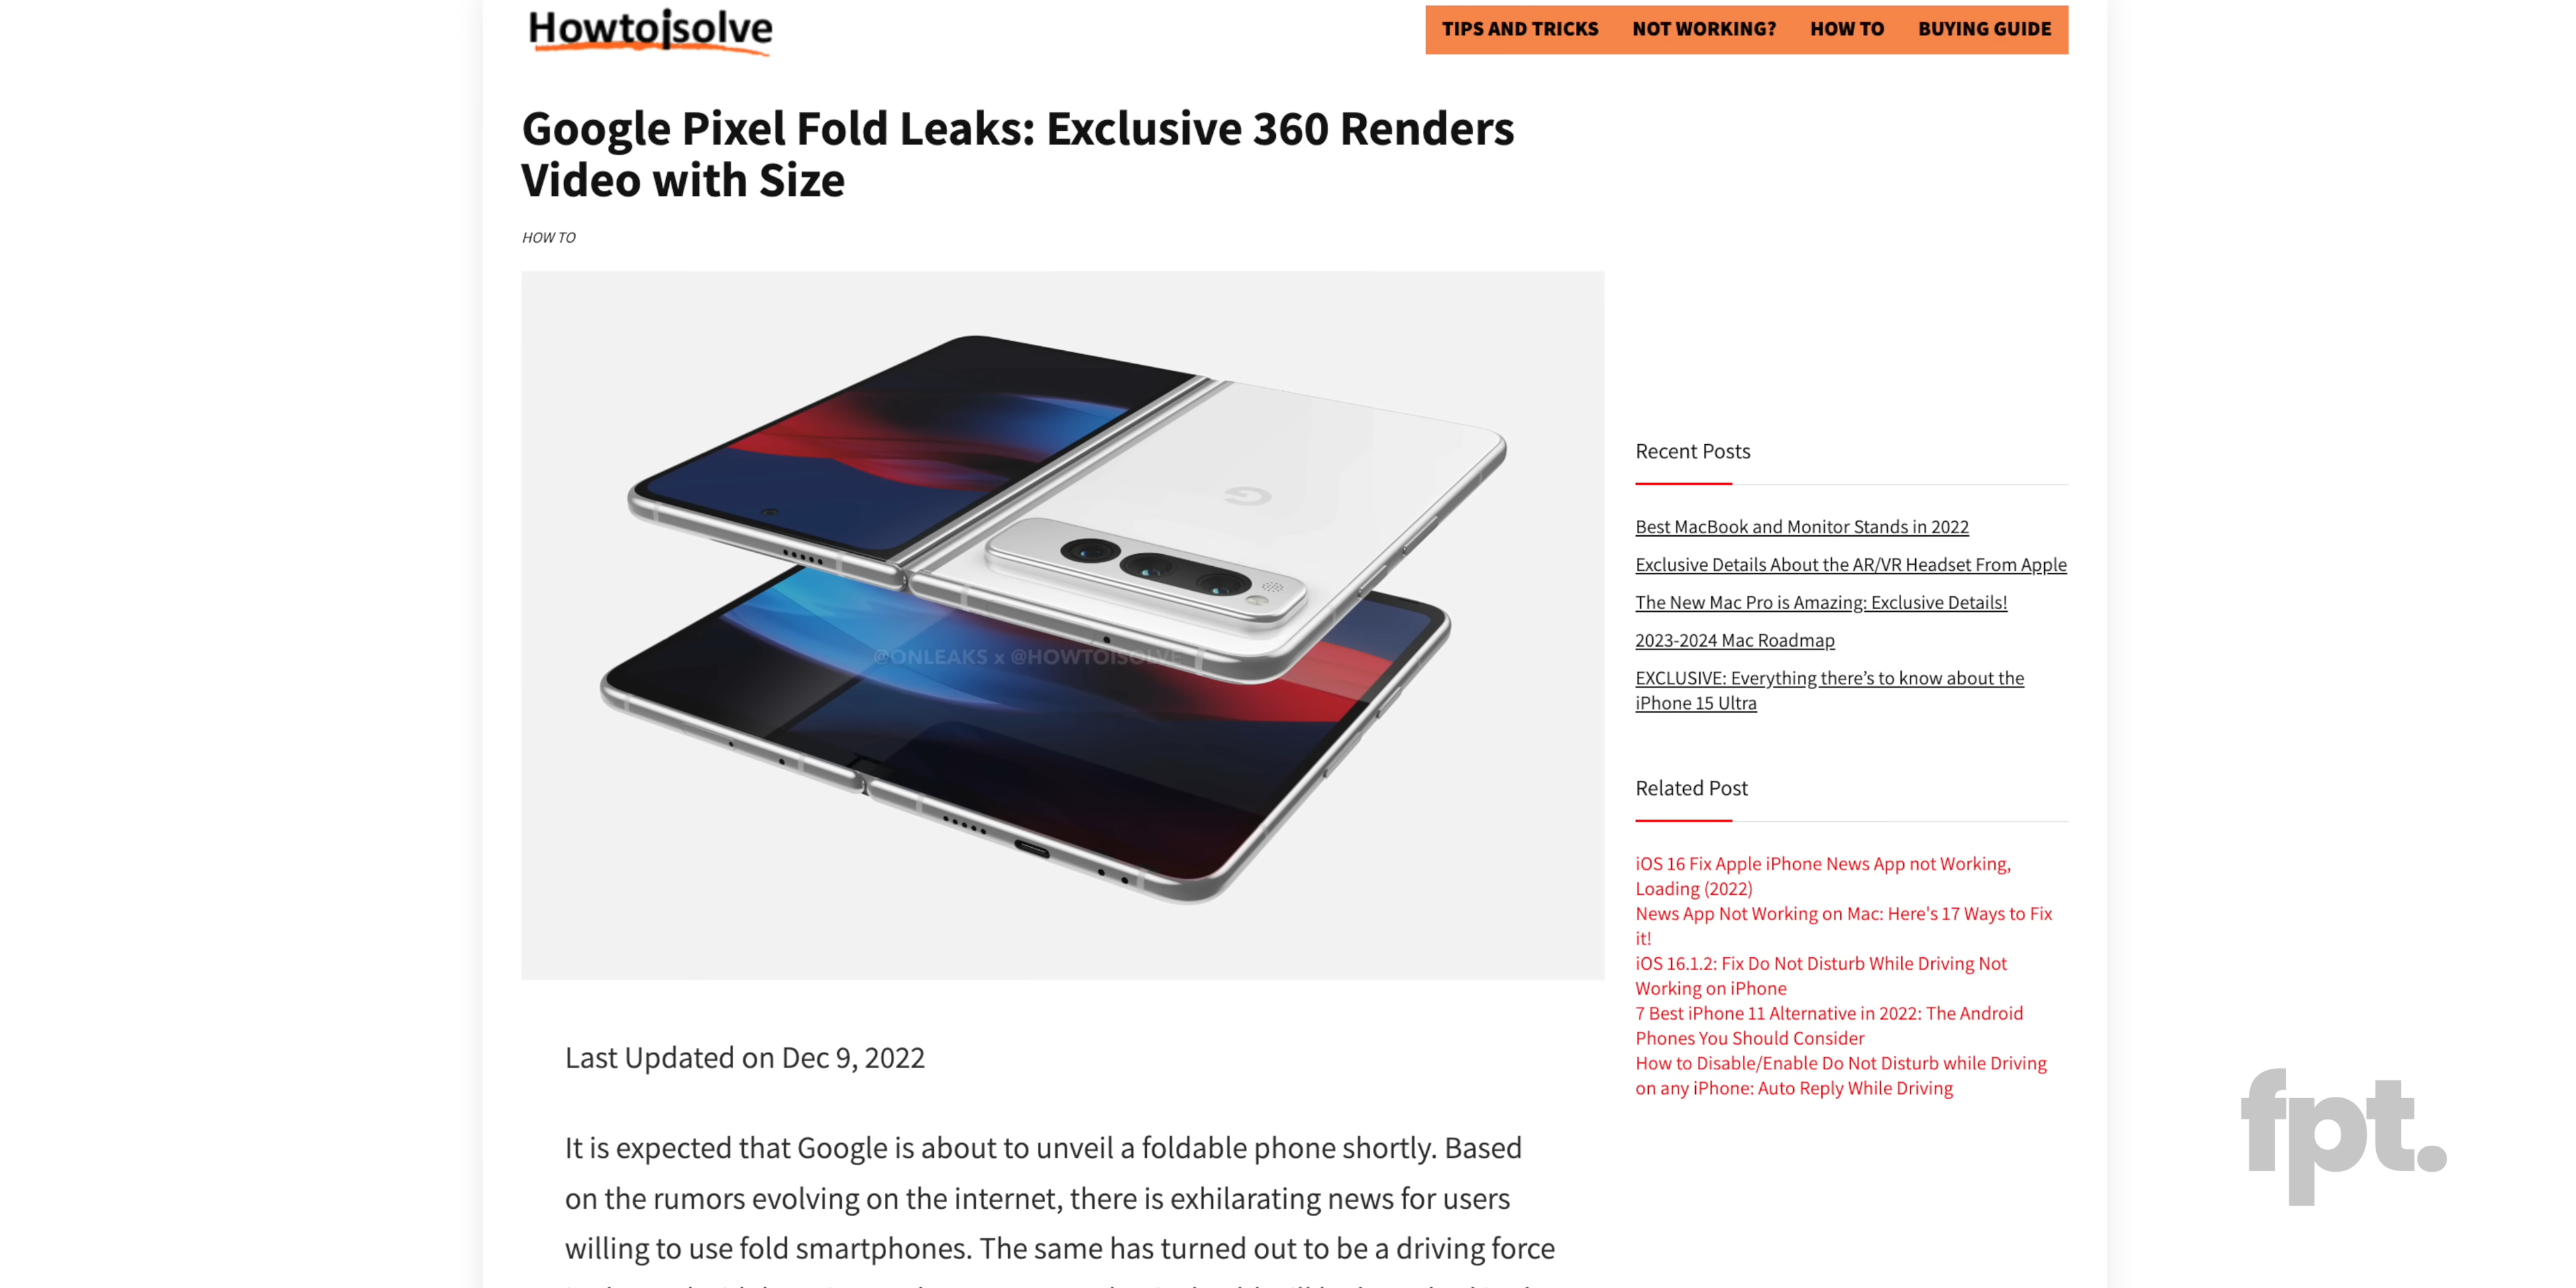 Howtoisolve
TIPS AND TRICKS NOT WORKING? HOW TO BUYING GUIDE
Google Pixel Fold Leaks: Exclusive 360 Renders
Video with Size
HOW TO
G
@ONLEAKS x @HOWTOISOLVE
Last Updated on Dec 9, 2022
It is expected that Google is about to unveil a foldable phone shortly. Based
on the rumors evolving on the internet, there is exhilarating news for users
willing to use fold smartphones. The same has turned out to be a driving force
Recent Posts
Best MacBook and Monitor Stands in 2022
Exclusive Details About the AR/VR Headset From Apple
The New Mac Pro is Amazing: Exclusive Details!
2023-2024 Mac Roadmap
EXCLUSIVE: Everything there’s to know about the
iPhone 15 Ultra
Related Post
iOS 16 Fix Apple iPhone News App not Working,
Loading (2022)
News App Not Working on Mac: Here's 17 Ways to Fix
it!
iOS 16.1.2: Fix Do Not Disturb While Driving Not
Working on iPhone
7 Best iPhone 11 Alternative in 2022: The Android
Phones You Should Consider
How to Disable/Enable Do Not Disturb while Driving
on any iPhone: Auto Reply While Driving
fpt.